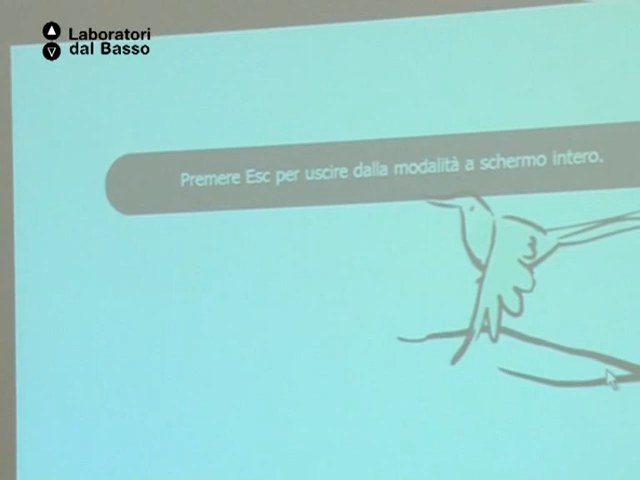 Laboratori
dal Basso
Premere Esc per uscire dalla modalità a schermo intero.